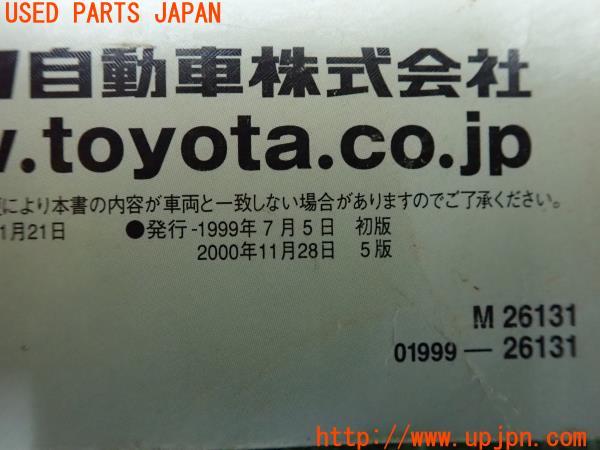 USED PARTS JAPAN
自動車株式会社
.toyota.co.jp
により本書の内容が車両と一致しない場合がありますのでご了承ください。
1月21日 ●発行-1999年7月5日 初版
2000年11月28日 5版
M 26131
01999—26131
http://www.upjpn.com/